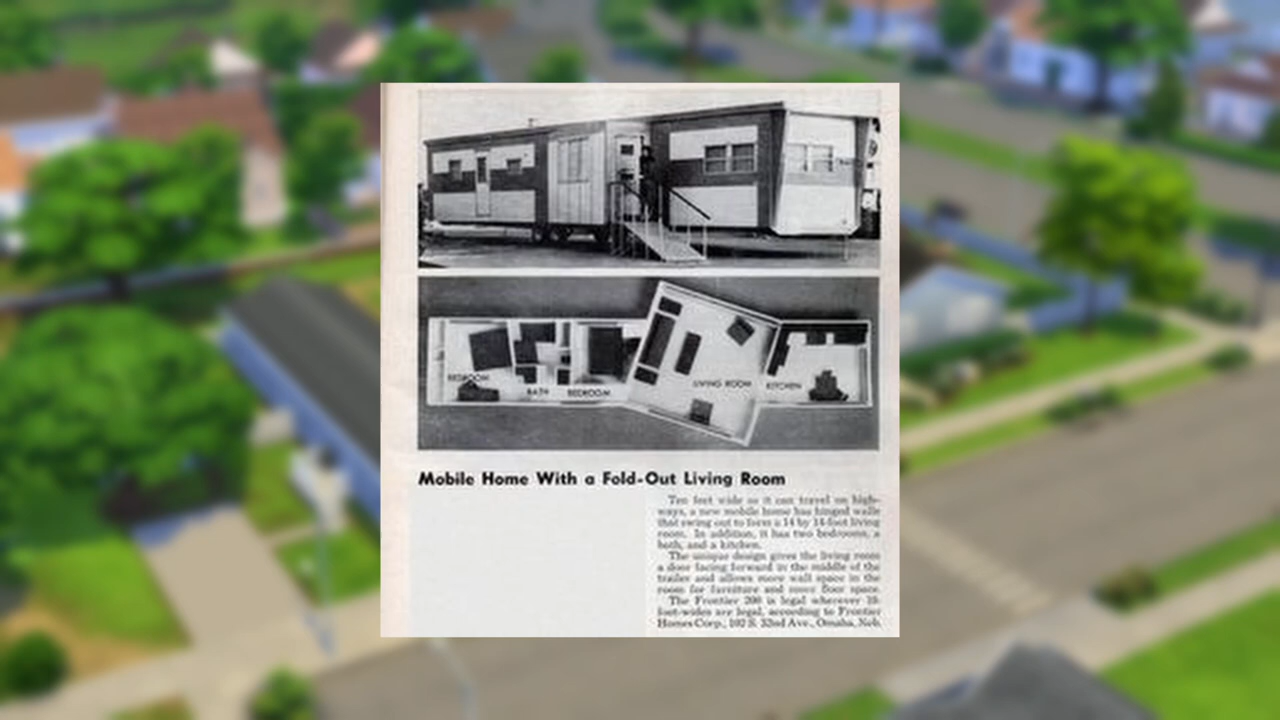 BEDROOM
BATH
BEDROOM
LIVING ROOM
KITCHEN
Mobile Home With a Fold-Out Living Room
Ten feet wide so it can travel on high-
ways, a new mobile home has hinged walls
that swing out to form a 14 by 14-foot living
room. In addition, it has two bedrooms, a
bath, and a kitchen.
The unique design gives the living room
a door facing forward in the middle of the
trailer and allows more wall space in the
room for furniture and more floor space.
The Frontier 200 is legal wherever 10-
foot-wides are legal, according to Frontier
Homes Corp., 102 S. 32nd Ave., Omaha, Neb.